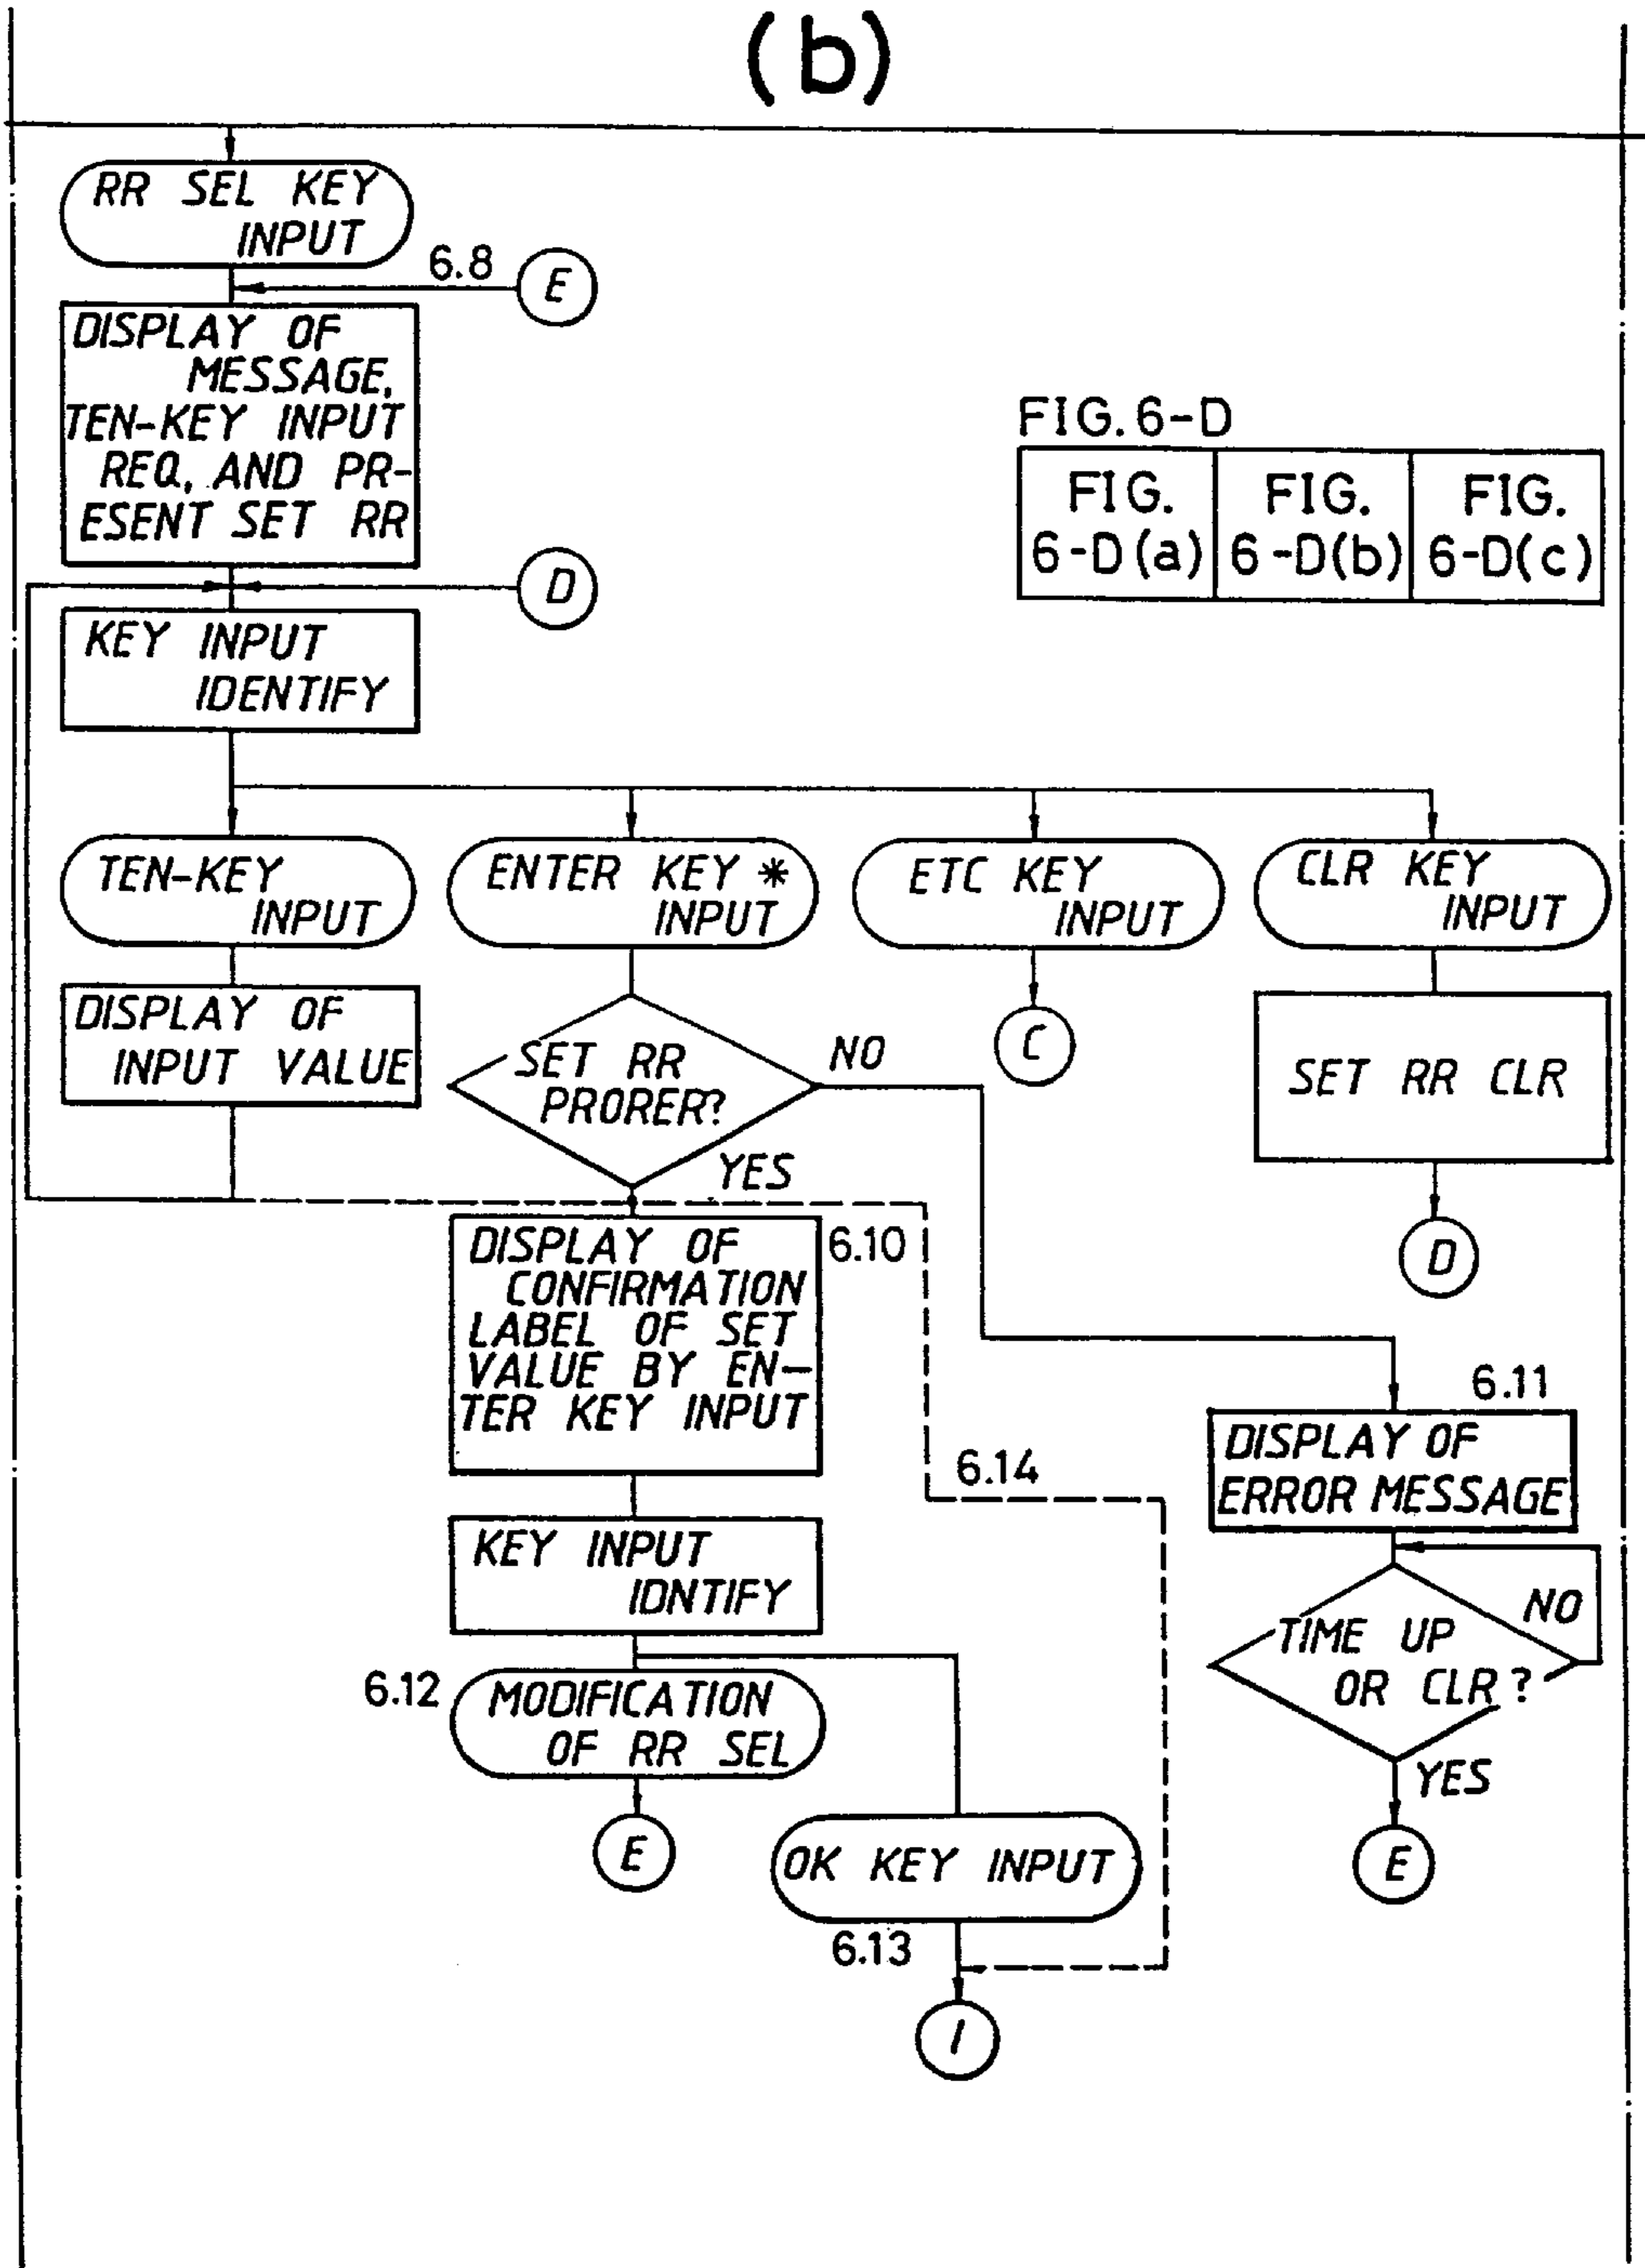 (b)
RR SEL KEY
INPUT
6.8
E
DISPLAY OF
MESSAGE,
TEN-KEY INPUT
REQ, AND PR-
ESENT SET RR
FIG. 6-D
FIG.
6-D(a)
FIG.
6-D(b)
FIG.
6-D(c)
D
KEY INPUT
IDENTIFY
TEN-KEY
INPUT
ENTER KEY *
INPUT
ETC KEY
INPUT
CLR KEY
INPUT
DISPLAY OF
INPUT VALUE
SET RR
PRORER?
NO
YES
C
SET RR CLR
D
DISPLAY OF
CONFIRMATION
LABEL OF SET
VALUE BY EN-
TER KEY INPUT
6.10
6.14
6.11
DISPLAY OF
ERROR MESSAGE
KEY INPUT
IDNTIFY
TIME UP
OR CLR?
NO
YES
E
6.12
MODIFICATION
OF RR SEL
E
OK KEY INPUT
6.13
I